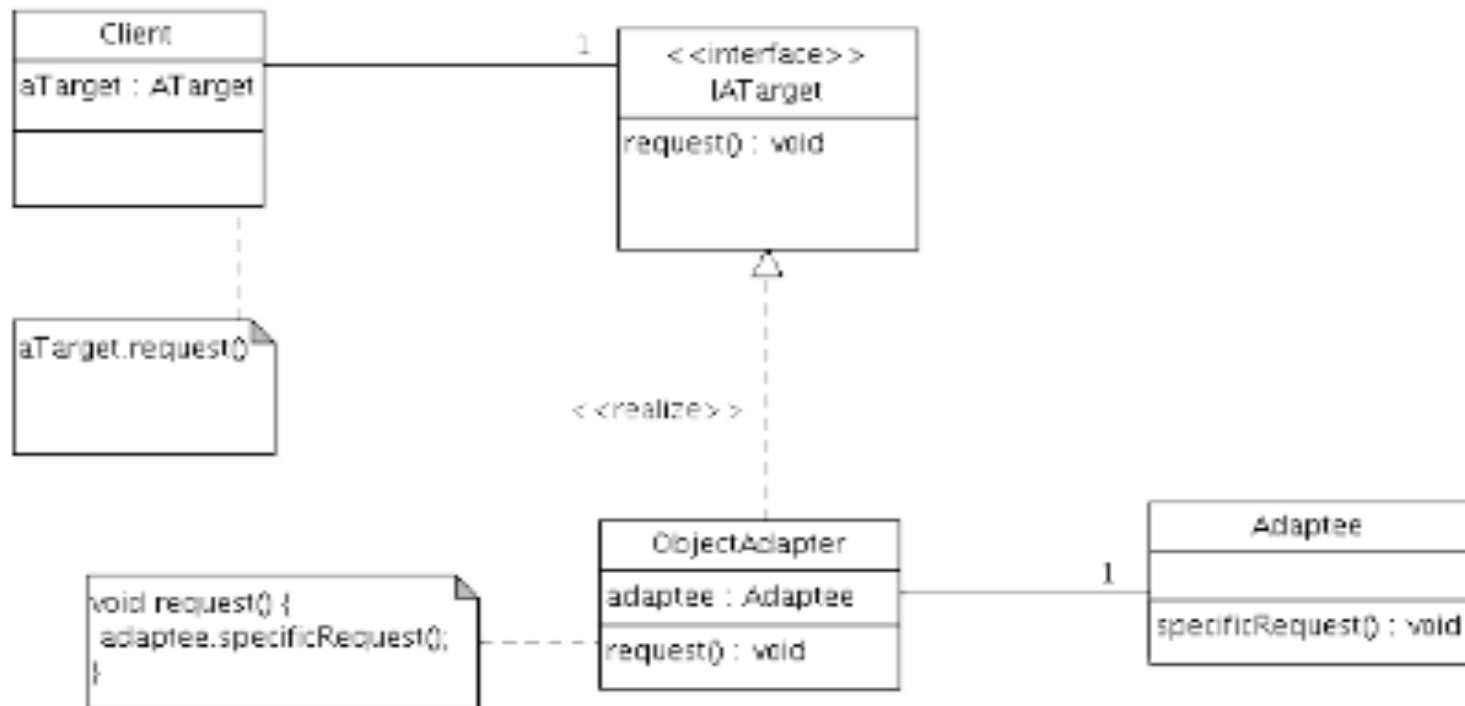 Client
aTarget : ATarget
1
< <interface> >
IATarget
request() : void
aTarget.request()
< <realize> >
ObjectAdapter
adaptee : Adaptee
request() : void
1
Adaptee
specificRequest() : void
void request() {
adaptee.specificRequest();
}